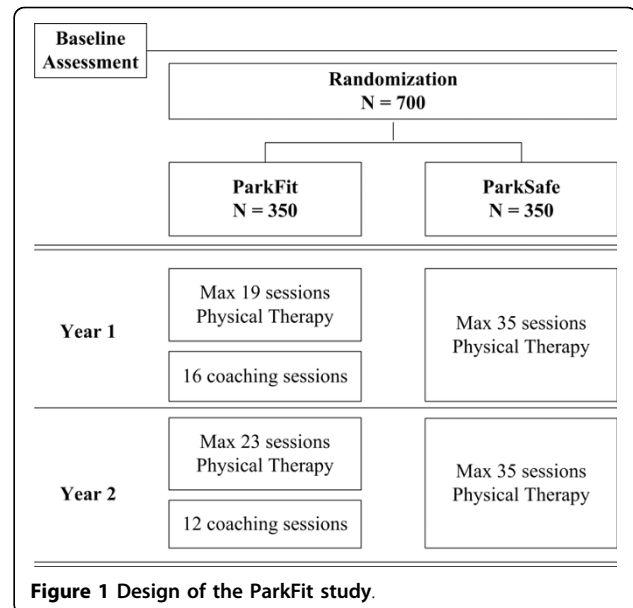 Baseline
Assessment
Randomization
N = 700
ParkFit
N = 350
ParkSafe
N = 350
Year 1
Max 19 sessions
Physical Therapy
16 coaching sessions
Max 35 sessions
Physical Therapy
Year 2
Max 23 sessions
Physical Therapy
12 coaching sessions
Max 35 sessions
Physical Therapy
Figure 1 Design of the ParkFit study.